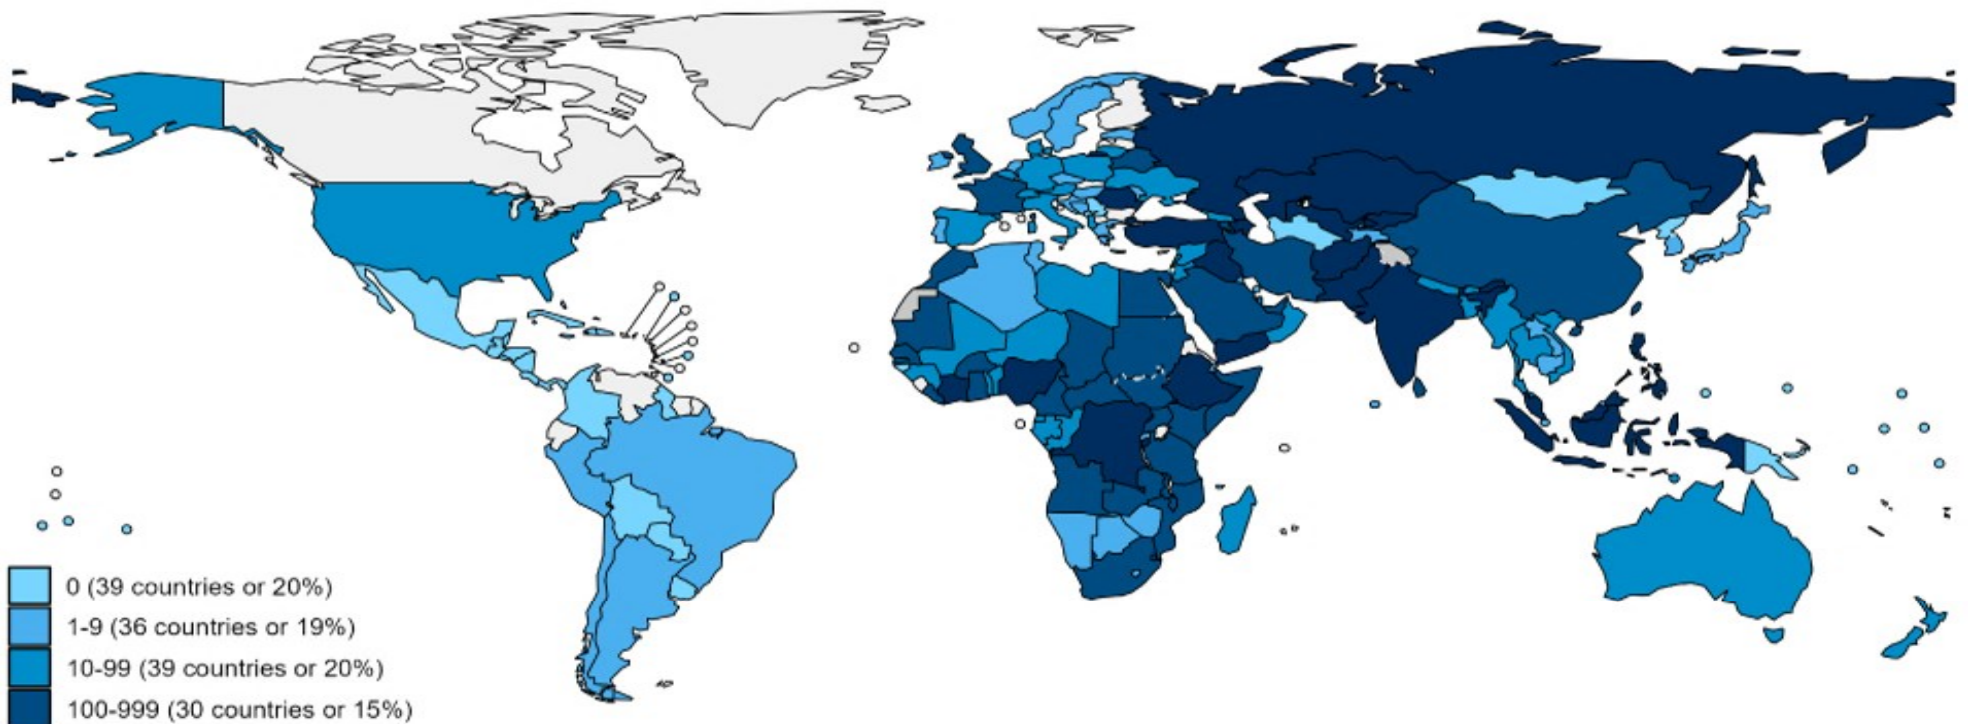 0 (39 countries or 20%)
1-9 (36 countries or 19%)
10-99 (39 countries or 20%)
100-999 (30 countries or 15%)